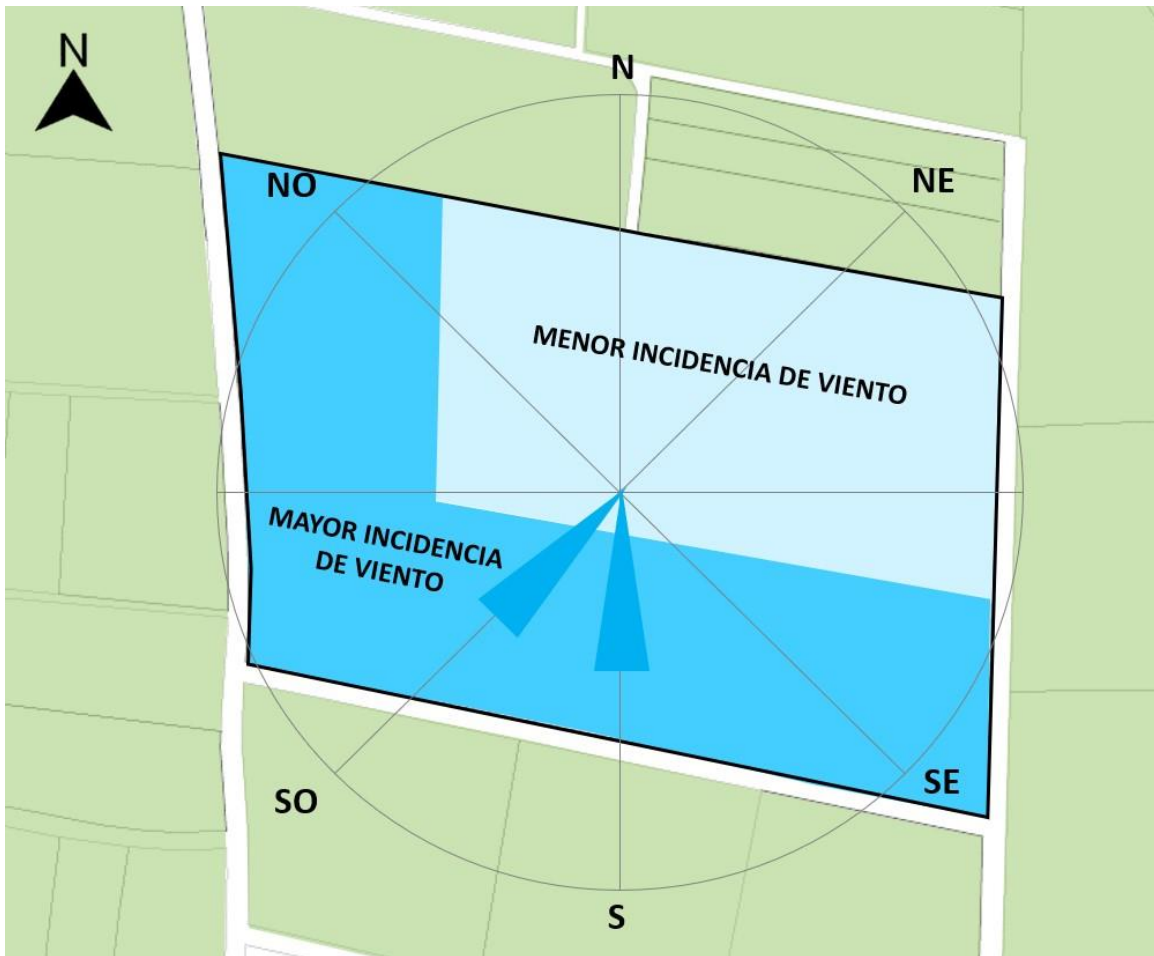 N
N
NO
NE
MENOR INCIDENCIA DE VIENTO
MAYOR INCIDENCIA
DE VIENTO
SO
SE
S